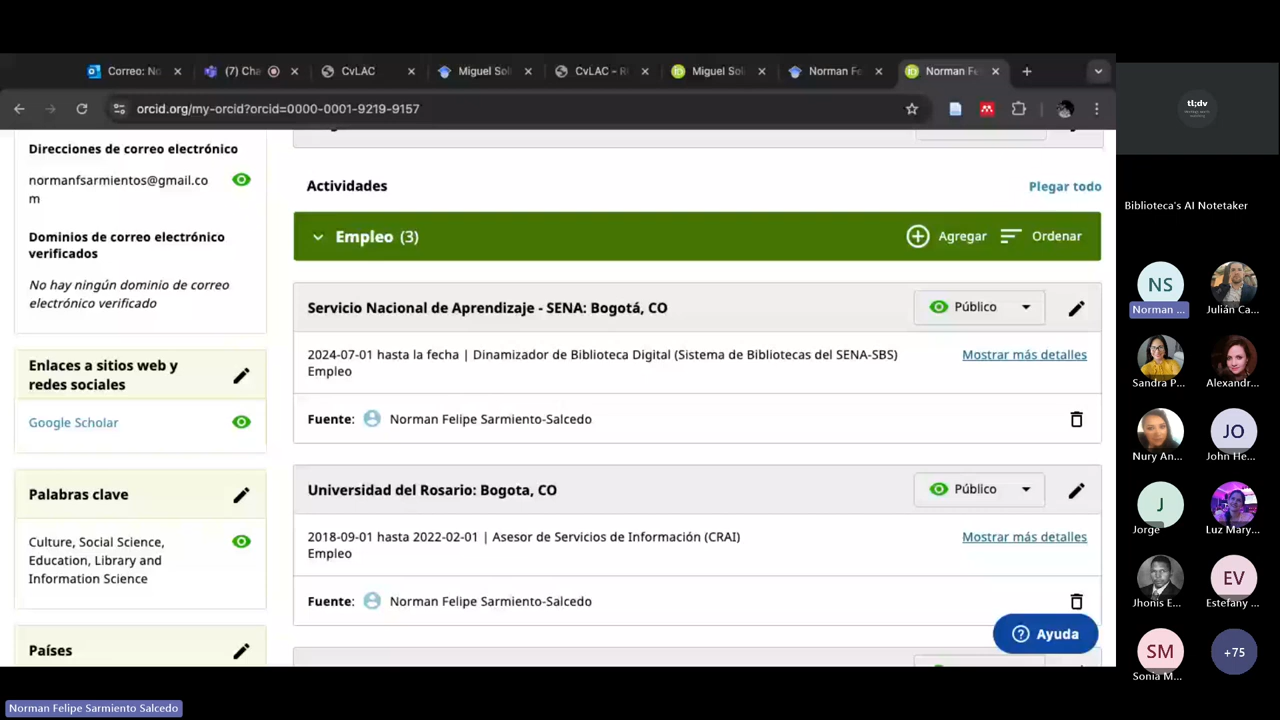 Correo: No
(7) Cha
CvLAC
Miguel Soli
CvLAC - Ri
Miguel Soli
Norman Fe
Norman Fe
orcid.org/my-orcid?orcid=0000-0001-9219-9157
Direcciones de correo electrónico
normanfsarmientos@gmail.co
m
Dominios de correo electrónico
verificados
No hay ningún dominio de correo
electrónico verificado
Enlaces a sitios web y
redes sociales
Google Scholar
Palabras clave
Culture, Social Science,
Education, Library and
Information Science
Países
Actividades
Plegar todo
Empleo (3)
Agregar
Ordenar
Servicio Nacional de Aprendizaje - SENA: Bogotá, CO
Público
2024-07-01 hasta la fecha | Dinamizador de Biblioteca Digital (Sistema de Bibliotecas del SENA-SBS)
Mostrar más detalles
Empleo
Fuente: Norman Felipe Sarmiento-Salcedo
Universidad del Rosario: Bogota, CO
Público
2018-09-01 hasta 2022-02-01 | Asesor de Servicios de Información (CRAI)
Mostrar más detalles
Empleo
Fuente: Norman Felipe Sarmiento-Salcedo
Ayuda
tl;dv
Biblioteca's AI Notetaker
NS
Norman ...
Julián Ca...
Sandra P...
Alexandr...
Nury An...
JO
John He...
J
Jorge
Luz Mary...
Jhonis E...
EV
Estefany ...
SM
Sonia M...
+75
Norman Felipe Sarmiento Salcedo